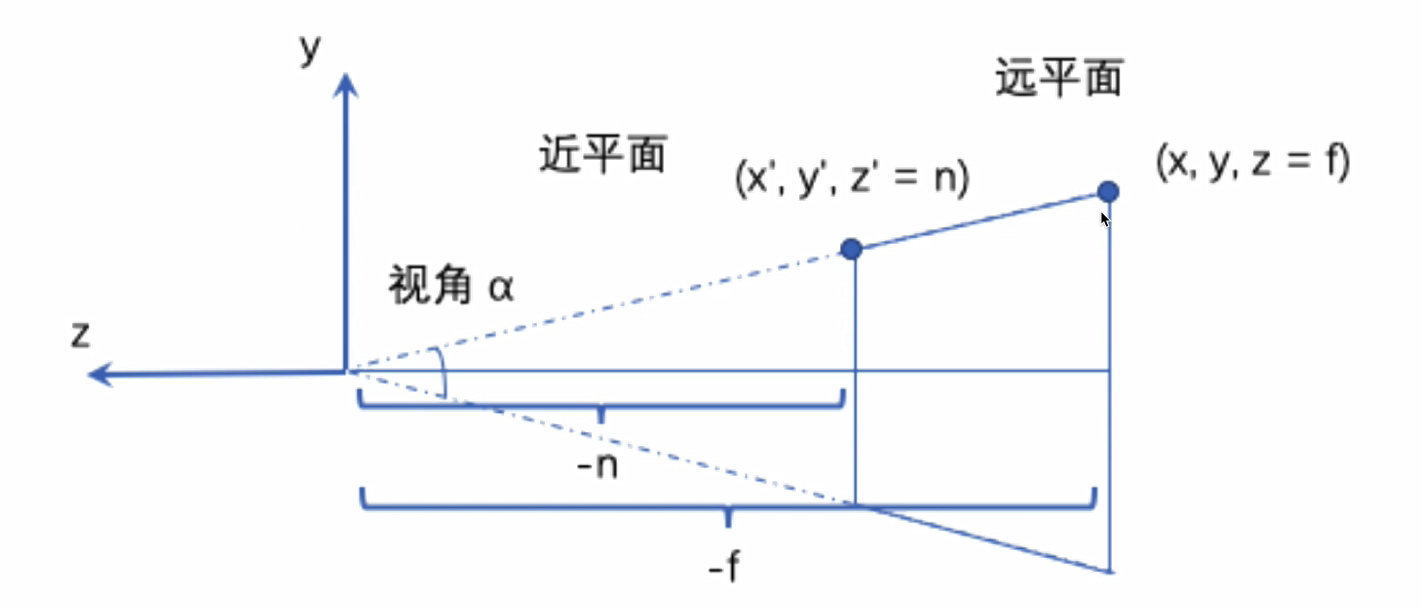 y
远平面
近平面
(x', y', z' = n)
(x, y, z = f)
视角 α
z
-n
-f